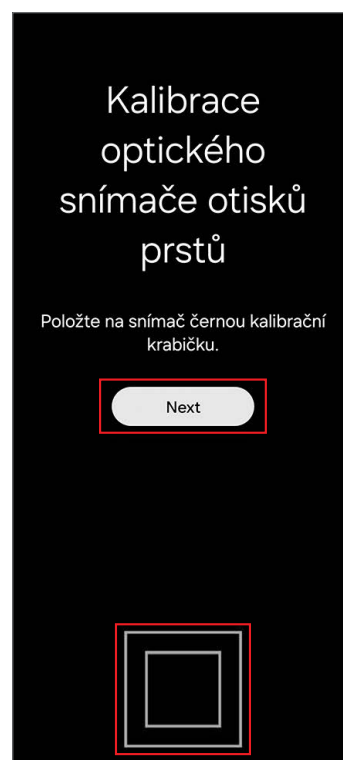 Kalibrace
optického
snímače otisků
prstů
Položte na snímač černou kalibrační
krabičku.
Next